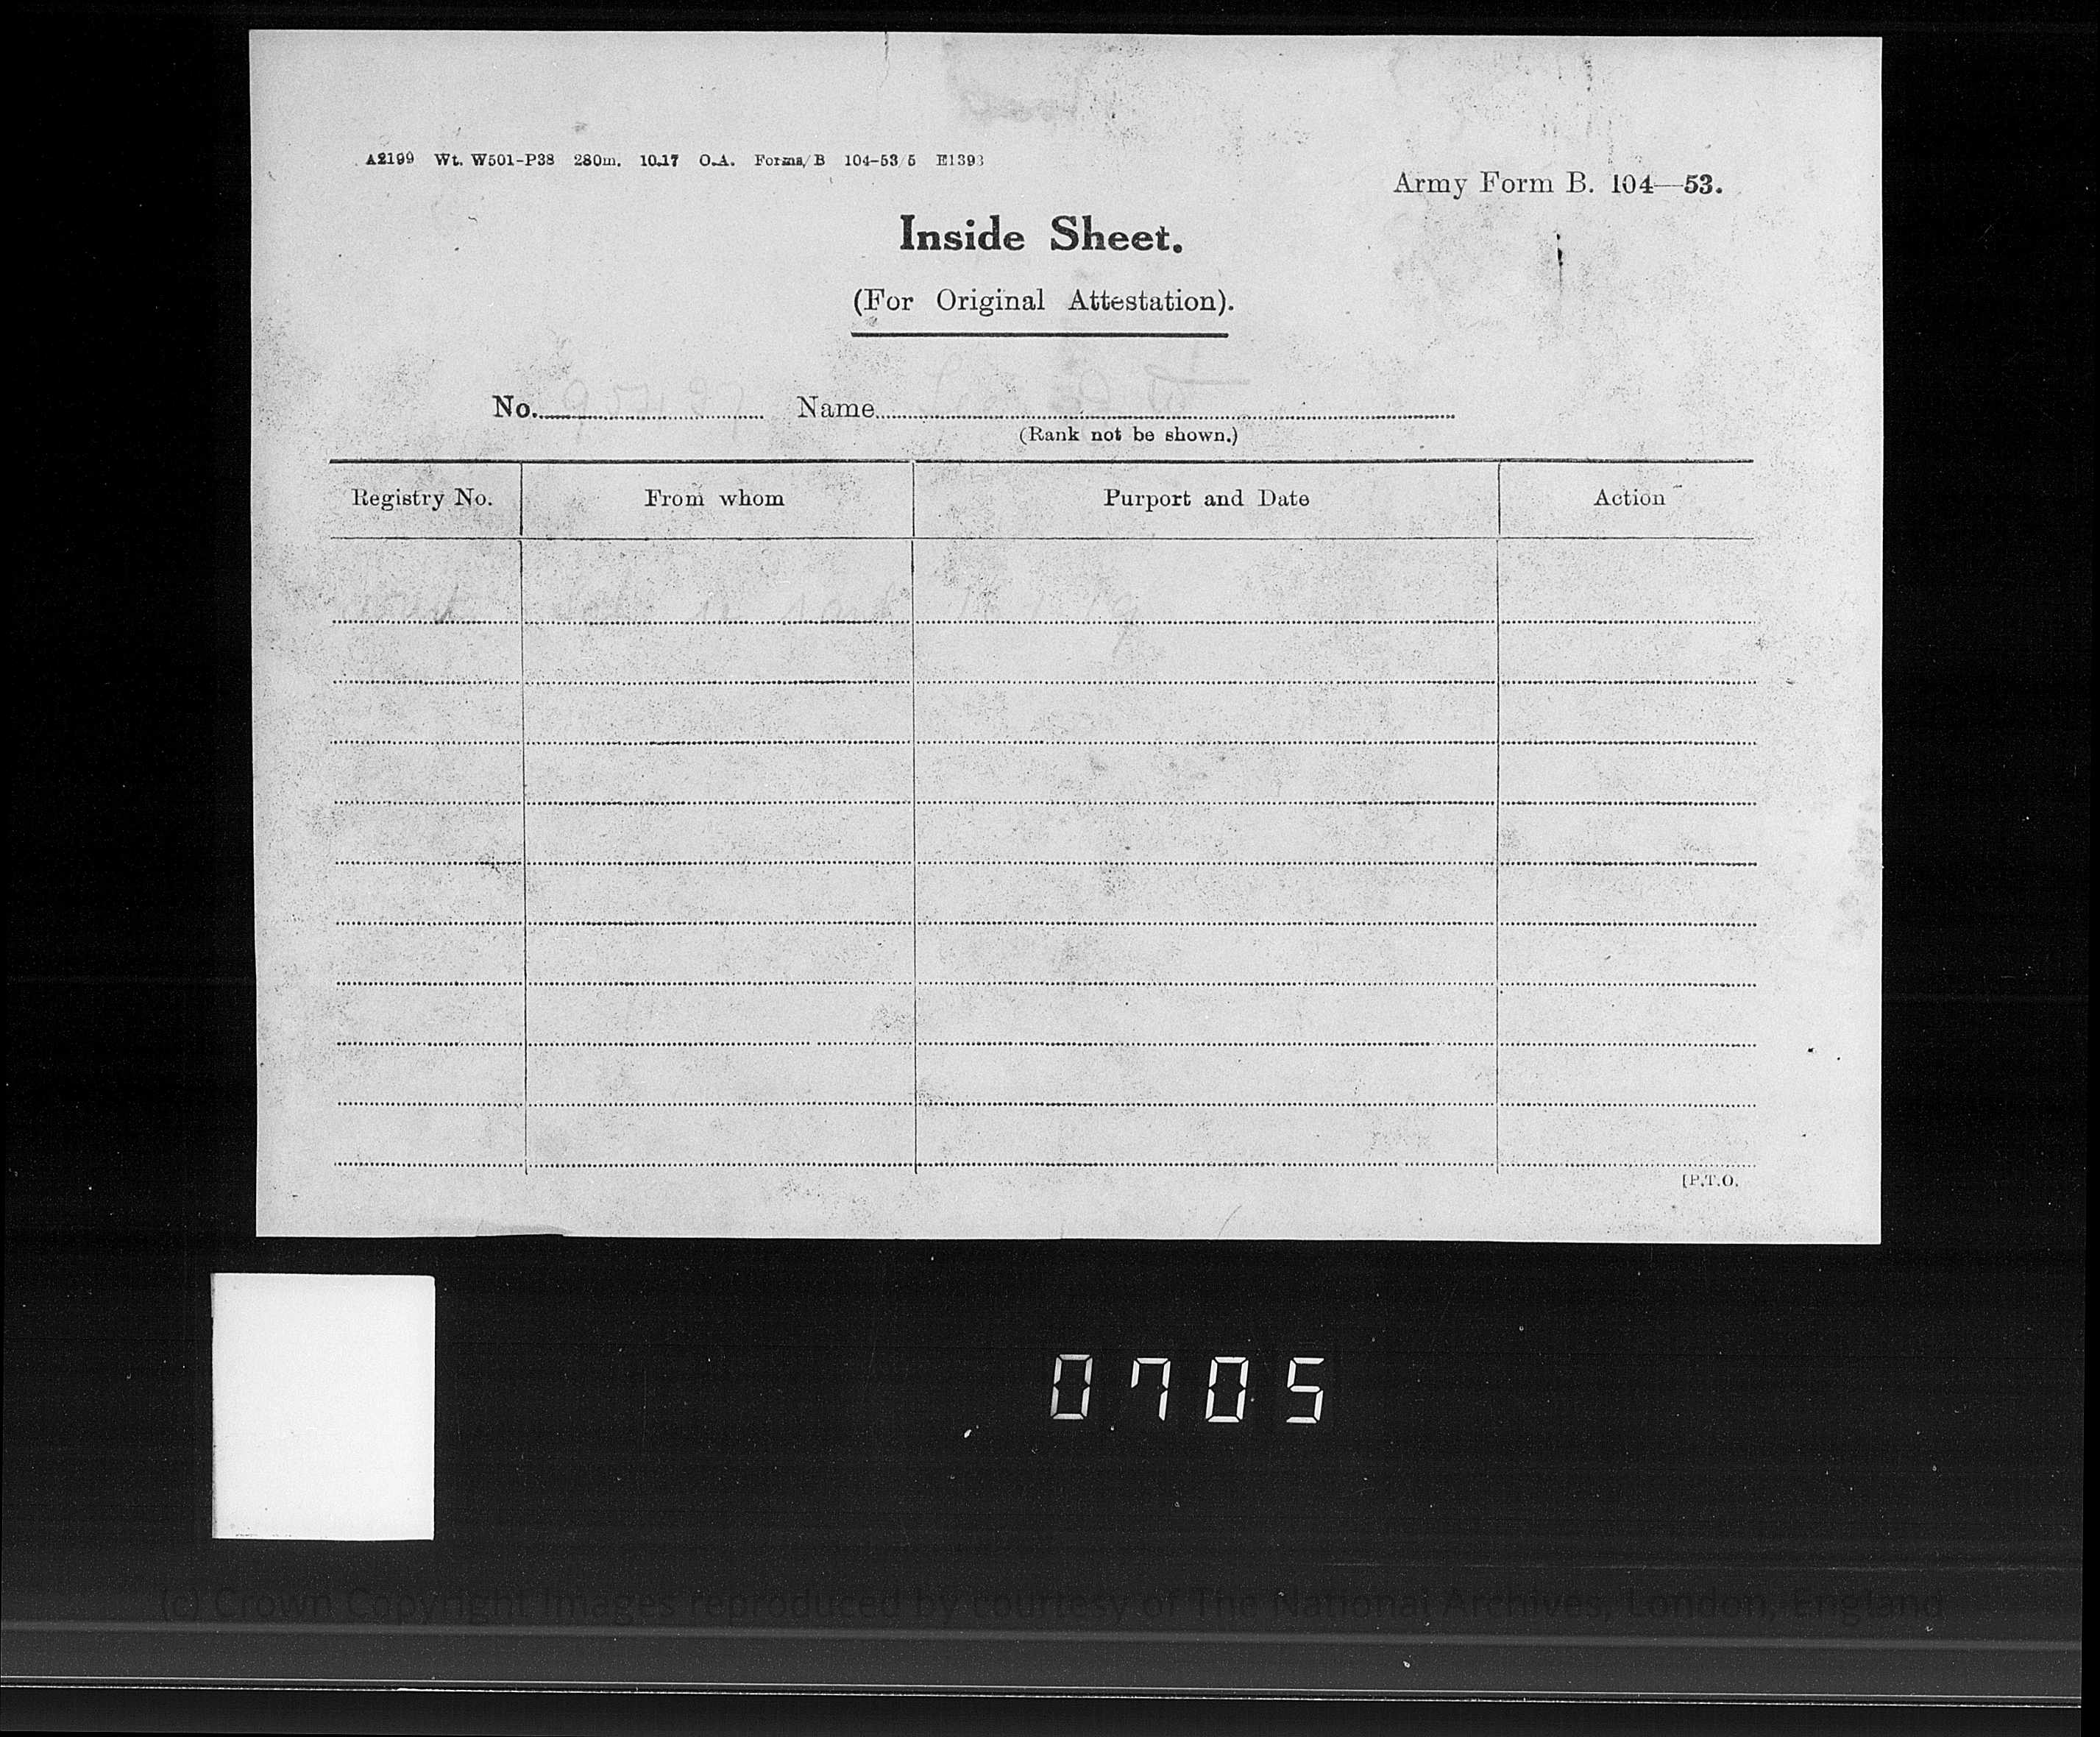 A2199 Wt. W501-P38 280m. 10.17 O.A. Forms/B 104-53/5 E1393
Army Form B. 104—53.
Inside Sheet.
(For Original Attestation).
No. Name
(Rank not be shown.)
Registry No. From whom Purport and Date Action
[P.T.O.
0705
(c) Crown Copyright Images reproduced by courtesy of The National Archives, London, England